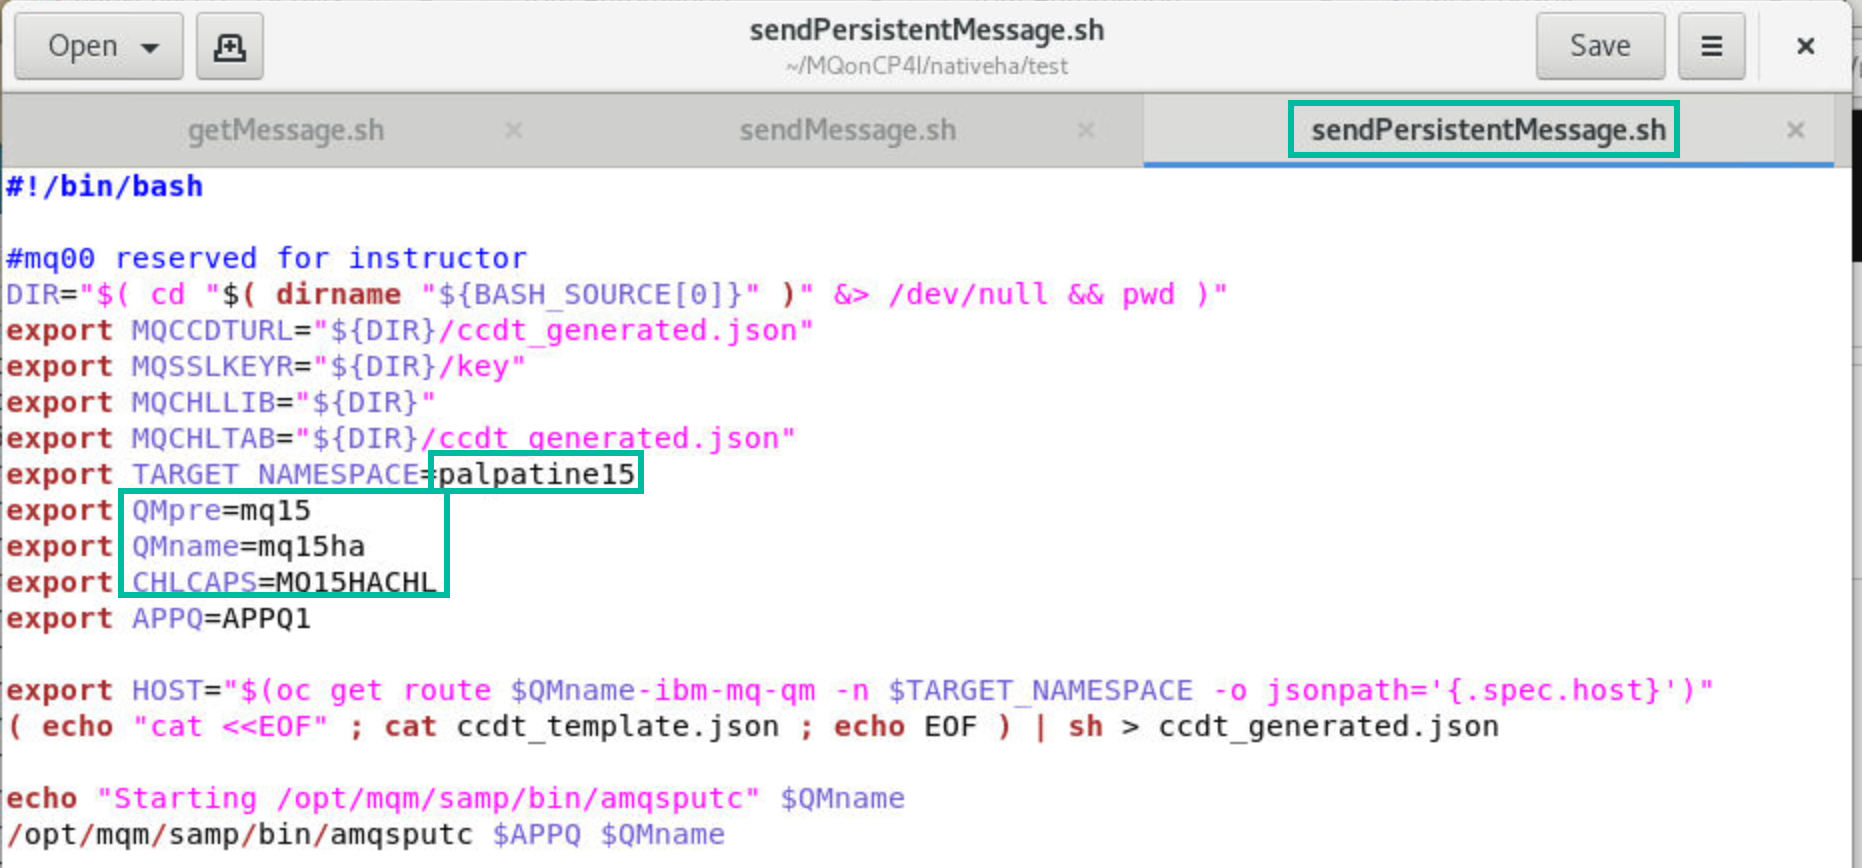 Open
sendPersistentMessage.sh
~/MQonCP4I/nativeha/test
Save
getMessage.sh
sendMessage.sh
sendPersistentMessage.sh
#!/bin/bash
#mq00 reserved for instructor
DIR="$( cd "$( dirname "${BASH_SOURCE[0]}" )" &> /dev/null && pwd )"
export MQCCDTURL="${DIR}/ccdt_generated.json"
export MQSSLKEYR="${DIR}/key"
export MQCHLLIB="${DIR}"
export MQCHLTAB="${DIR}/ccdt_generated.json"
export TARGET_NAMESPACE=palpatine15
export QMpre=mq15
export QMname=mq15ha
export CHLCAPS=MQ15HACHL
export APPQ=APPQ1
export HOST="$(oc get route $QMname-ibm-mq-qm -n $TARGET_NAMESPACE -o jsonpath='{.spec.host}')"
( echo "cat <<EOF" ; cat ccdt_template.json ; echo EOF ) | sh > ccdt_generated.json
echo "Starting /opt/mqm/samp/bin/amqsputc" $QMname
/opt/mqm/samp/bin/amqsputc $APPQ $QMname